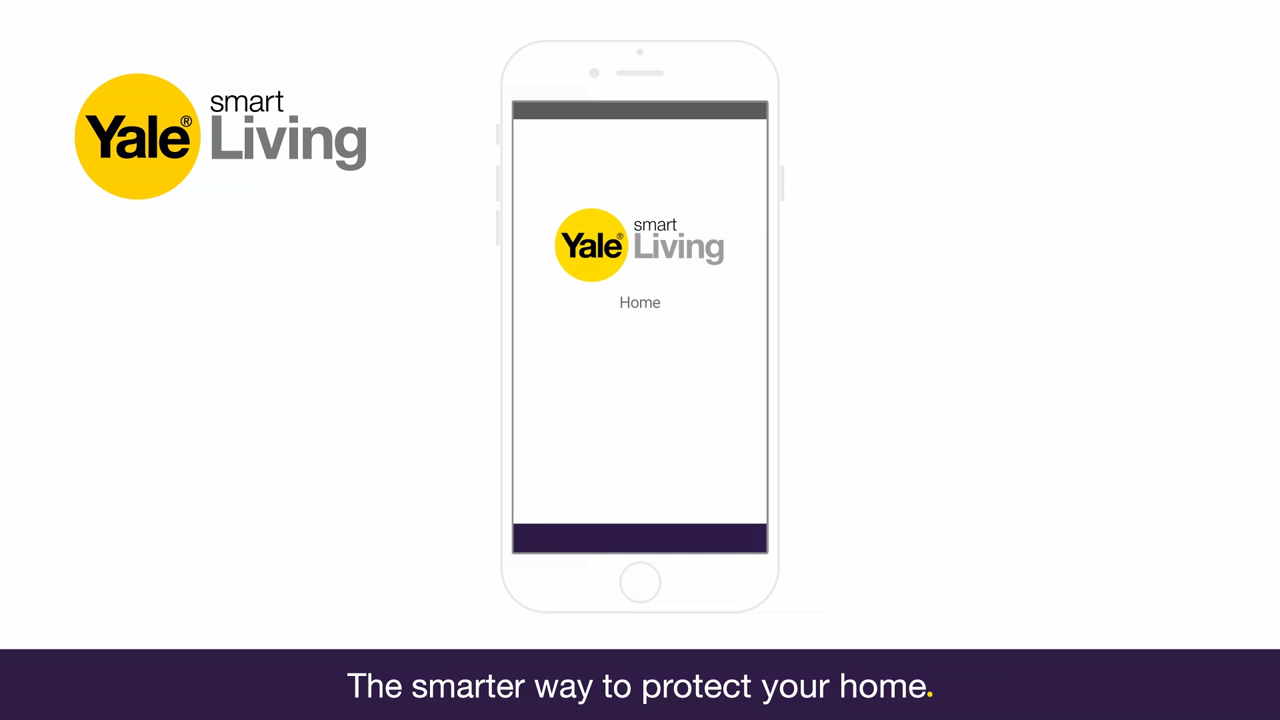 Yale®
smart
Living
Yale®
smart
Living
Home
The smarter way to protect your home.